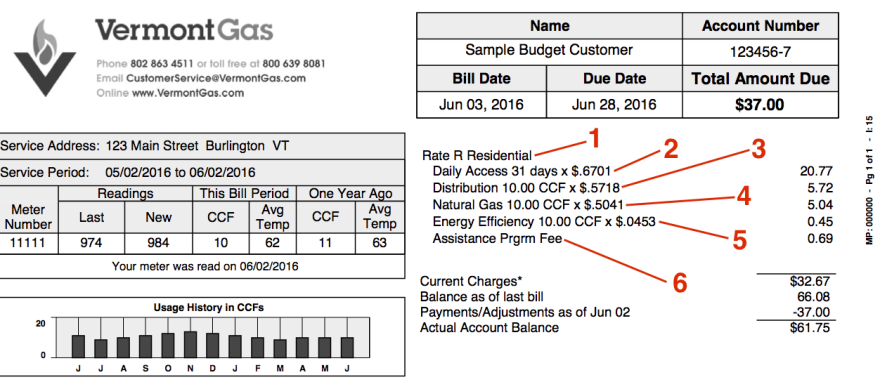 VermontGas
Phone 802 863 4511 or toll free at 800 639 8081
Email CustomerService@VermontGas.com
Online www.VermontGas.com
Name Account Number
Sample Budget Customer 123456-7
Bill Date Due Date Total Amount Due
Jun 03, 2016 Jun 28, 2016 $37.00
Service Address: 123 Main Street Burlington VT
Service Period: 05/02/2016 to 06/02/2016
Readings This Bill Period One Year Ago
Meter Number Last New CCF Avg Temp CCF Avg Temp
11111 974 984 10 62 11 63
Your meter was read on 06/02/2016
Usage History in CCFs
20
0
J J A S O N D J F M A M J
1
2
3
Rate R Residential
Daily Access 31 days x $.6701 20.77
Distribution 10.00 CCF x $.5718 5.72
4
Natural Gas 10.00 CCF x $.5041 5.04
Energy Efficiency 10.00 CCF x $.0453 0.45
5
Assistance Prgrm Fee 0.69
6
Current Charges* $32.67
Balance as of last bill 66.08
Payments/Adjustments as of Jun 02 -37.00
Actual Account Balance $61.75
MP: 000000 - Pg 1 of 1 - I:15